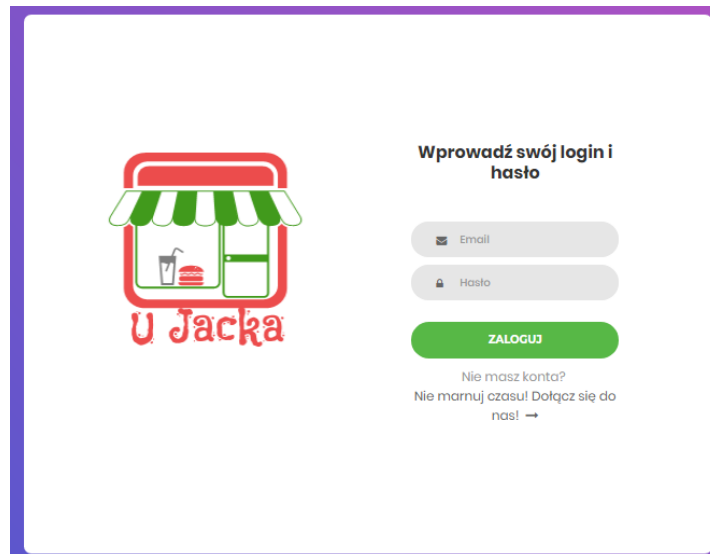 Wprowadź swój login i
hasło
Email
Hasło
ZALOGUJ
U Jacka
Nie masz konta?
Nie marnuj czasu! Dołącz się do
nas! →